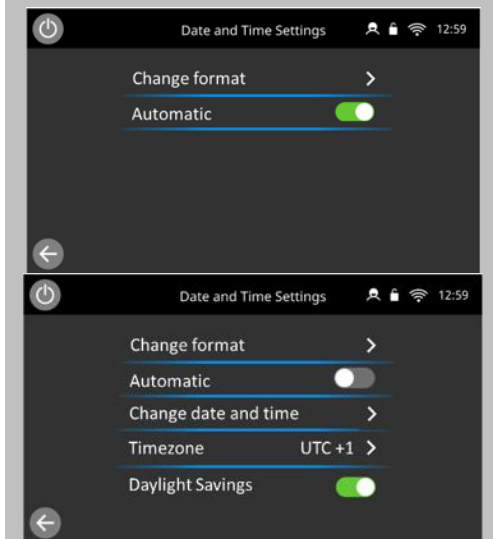 Date and Time Settings 12:59
Change format
Automatic
Date and Time Settings 12:59
Change format
Automatic
Change date and time
Timezone UTC +1
Daylight Savings